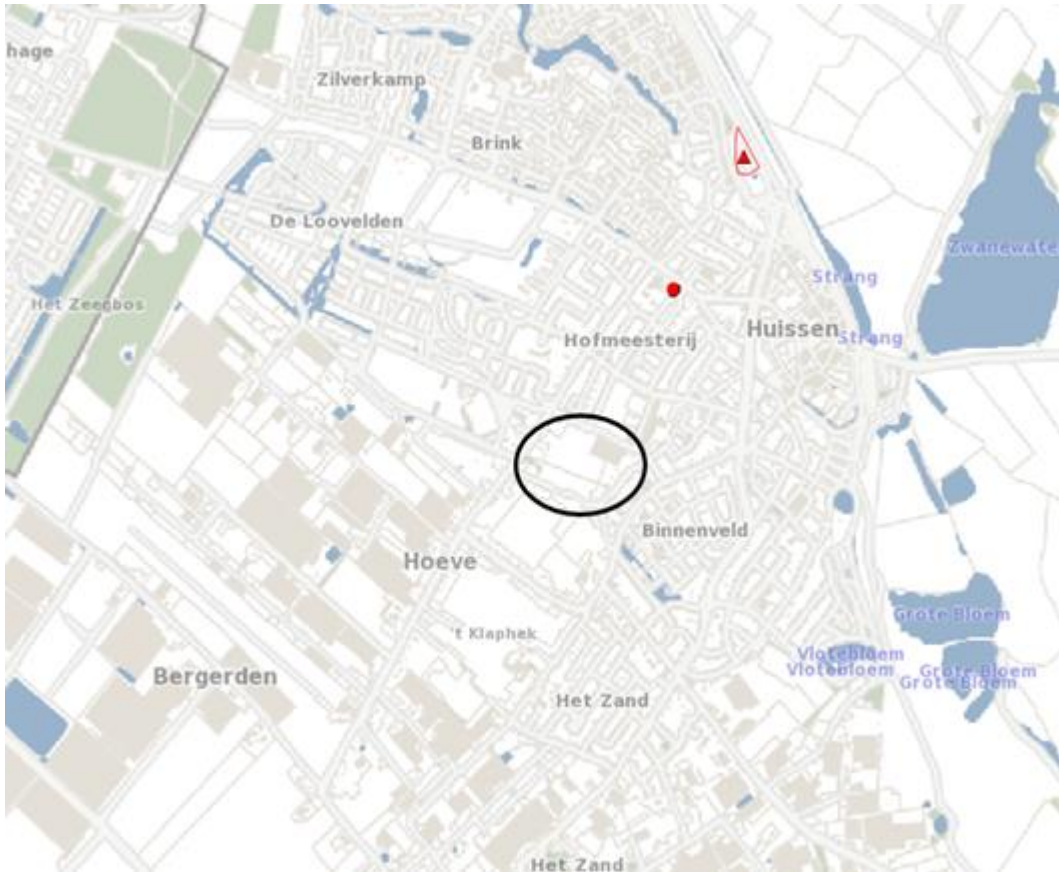 hage
Zilverkamp
Brink
De Loovelden
Zwanewate
Strang
Het Zeegbos
Huissen
Hofmeesterij
Strang
Binnenveld
Hoeve
Grote Bloem
't Klaphek
Vlotebloem
Vlotebloem
Grote Bloem
Grote Bloem
Bergerden
Het Zand
Het Zand